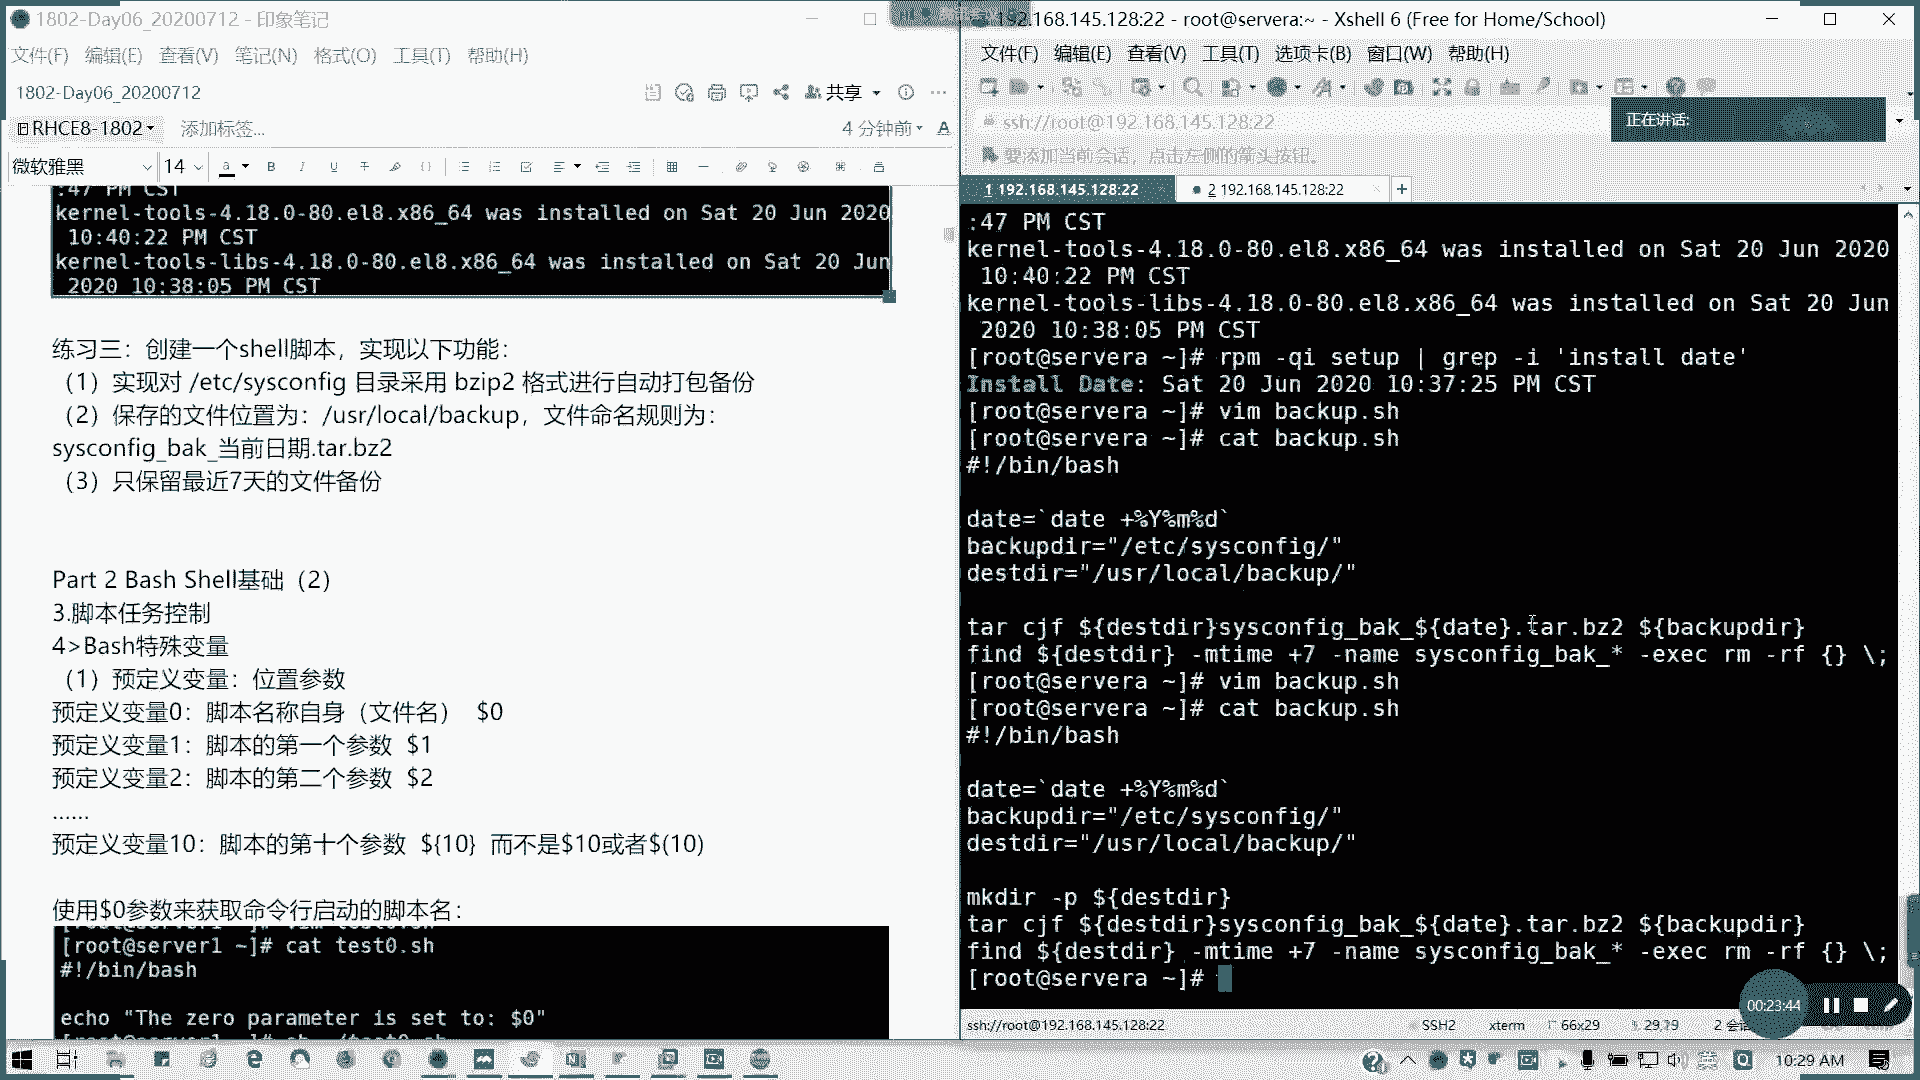 1802-Day06_20200712 - 印象笔记
文件(F) 编辑(E) 查看(V) 笔记(N) 格式(O) 工具(T) 帮助(H)
1802-Day06_20200712
共享
RHCE8-1802
添加标签...
4 分钟前
微软雅黑 14
:47 PM CST
kernel-tools-4.18.0-80.el8.x86_64 was installed on Sat 20 Jun 2020
10:40:22 PM CST
kernel-tools-libs-4.18.0-80.el8.x86_64 was installed on Sat 20 Jun
2020 10:38:05 PM CST
练习三：创建一个shell脚本，实现以下功能：
（1）实现对 /etc/sysconfig 目录采用 bzip2 格式进行自动打包备份
（2）保存的文件位置为：/usr/local/backup，文件命名规则为：
sysconfig_bak_当前日期.tar.bz2
（3）只保留最近7天的文件备份
Part 2 Bash Shell基础（2）
3.脚本任务控制
4>Bash特殊变量
（1）预定义变量：位置参数
预定义变量0：脚本名称自身（文件名） $0
预定义变量1：脚本的第一个参数 $1
预定义变量2：脚本的第二个参数 $2
......
预定义变量10：脚本的第十个参数 ${10} 而不是$10或者$(10)
使用$0参数来获取命令行启动的脚本名：
[root@server1 ~]# vim test0.sh
[root@server1 ~]# cat test0.sh
#!/bin/bash
echo "The zero parameter is set to: $0"
[root@server1 ~]# sh ./test0.sh
192.168.145.128:22 - root@servera:~ - Xshell 6 (Free for Home/School)
文件(F) 编辑(E) 查看(V) 工具(T) 选项卡(B) 窗口(W) 帮助(H)
ssh://root@192.168.145.128:22
正在讲话:
要添加当前会话，点击左侧的箭头按钮。
1 192.168.145.128:22
2 192.168.145.128:22
:47 PM CST
kernel-tools-4.18.0-80.el8.x86_64 was installed on Sat 20 Jun 2020
10:40:22 PM CST
kernel-tools-libs-4.18.0-80.el8.x86_64 was installed on Sat 20 Jun
2020 10:38:05 PM CST
[root@servera ~]# rpm -qi setup | grep -i 'install date'
Install Date: Sat 20 Jun 2020 10:37:25 PM CST
[root@servera ~]# vim backup.sh
[root@servera ~]# cat backup.sh
#!/bin/bash
date=`date +%Y%m%d`
backupdir="/etc/sysconfig/"
destdir="/usr/local/backup/"
tar cjf ${destdir}sysconfig_bak_${date}.tar.bz2 ${backupdir}
find ${destdir} -mtime +7 -name sysconfig_bak_* -exec rm -rf {} \;
[root@servera ~]# vim backup.sh
[root@servera ~]# cat backup.sh
#!/bin/bash
date=`date +%Y%m%d`
backupdir="/etc/sysconfig/"
destdir="/usr/local/backup/"
mkdir -p ${destdir}
tar cjf ${destdir}sysconfig_bak_${date}.tar.bz2 ${backupdir}
find ${destdir} -mtime +7 -name sysconfig_bak_* -exec rm -rf {} \;
[root@servera ~]#
00:23:44
ssh://root@192.168.145.128:22 SSH2 xterm 66x29 29,19 2 会
英
10:29 AM